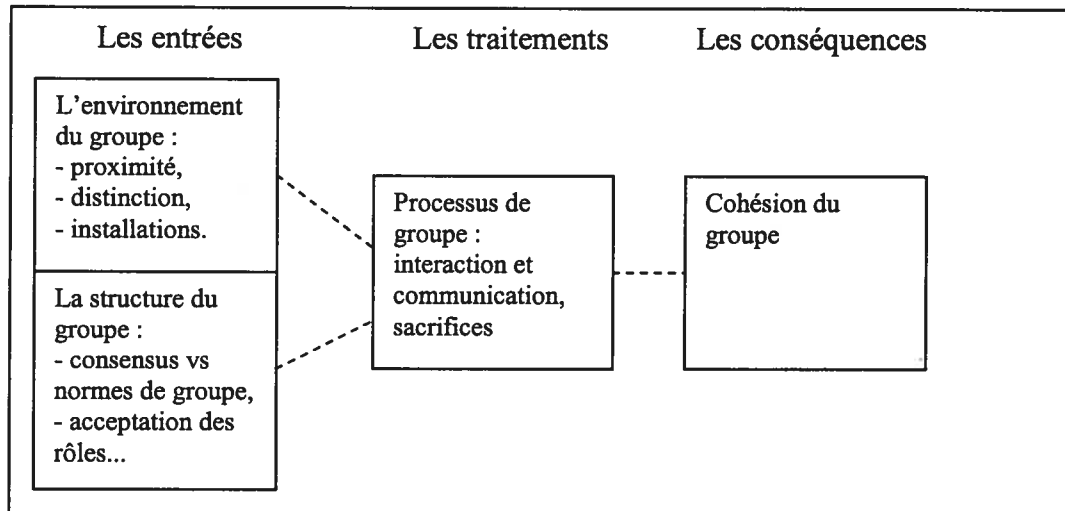 Les entrées
Les traitements
Les conséquences
L'environnement
du groupe :
- proximité,
- distinction,
- installations.
La structure du
groupe :
- consensus vs
normes de groupe,
- acceptation des
rôles...
Processus de
groupe :
interaction et
communication,
sacrifices
Cohésion du
groupe